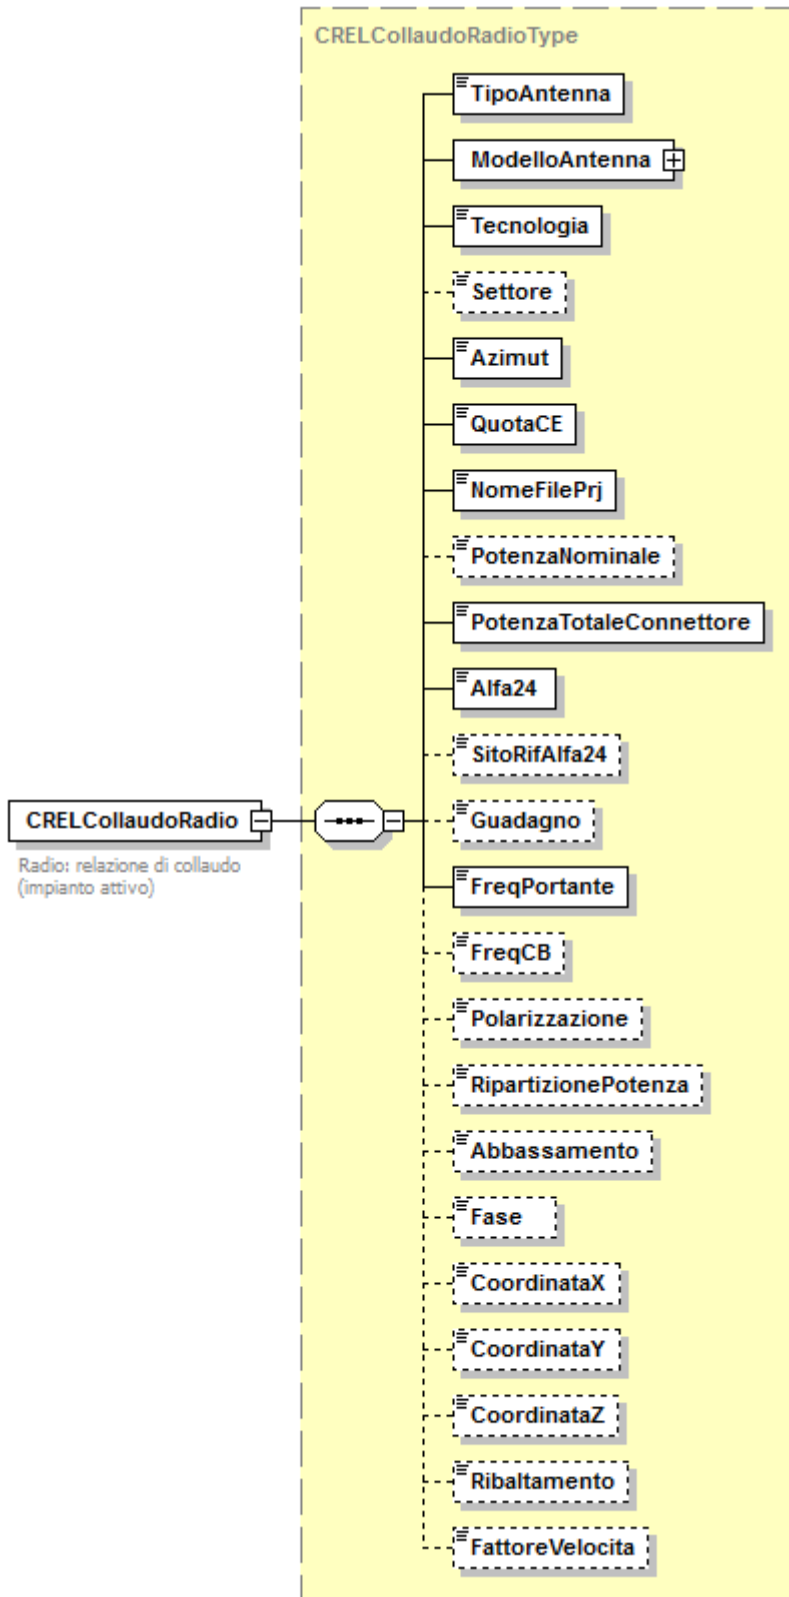 CRELCollaudoRadioType
TipoAntenna
ModelloAntenna
Tecnologia
Settore
Azimut
QuotaCE
NomeFilePrj
PotenzaNominale
PotenzaTotaleConnettore
Alfa24
SitoRifAlfa24
CRELCollaudoRadio
Radio: relazione di collaudo
(impianto attivo)
Guadagno
FreqPortante
FreqCB
Polarizzazione
RipartizionePotenza
Abbassamento
Fase
CoordinataX
CoordinataY
CoordinataZ
Ribaltamento
FattoreVelocita